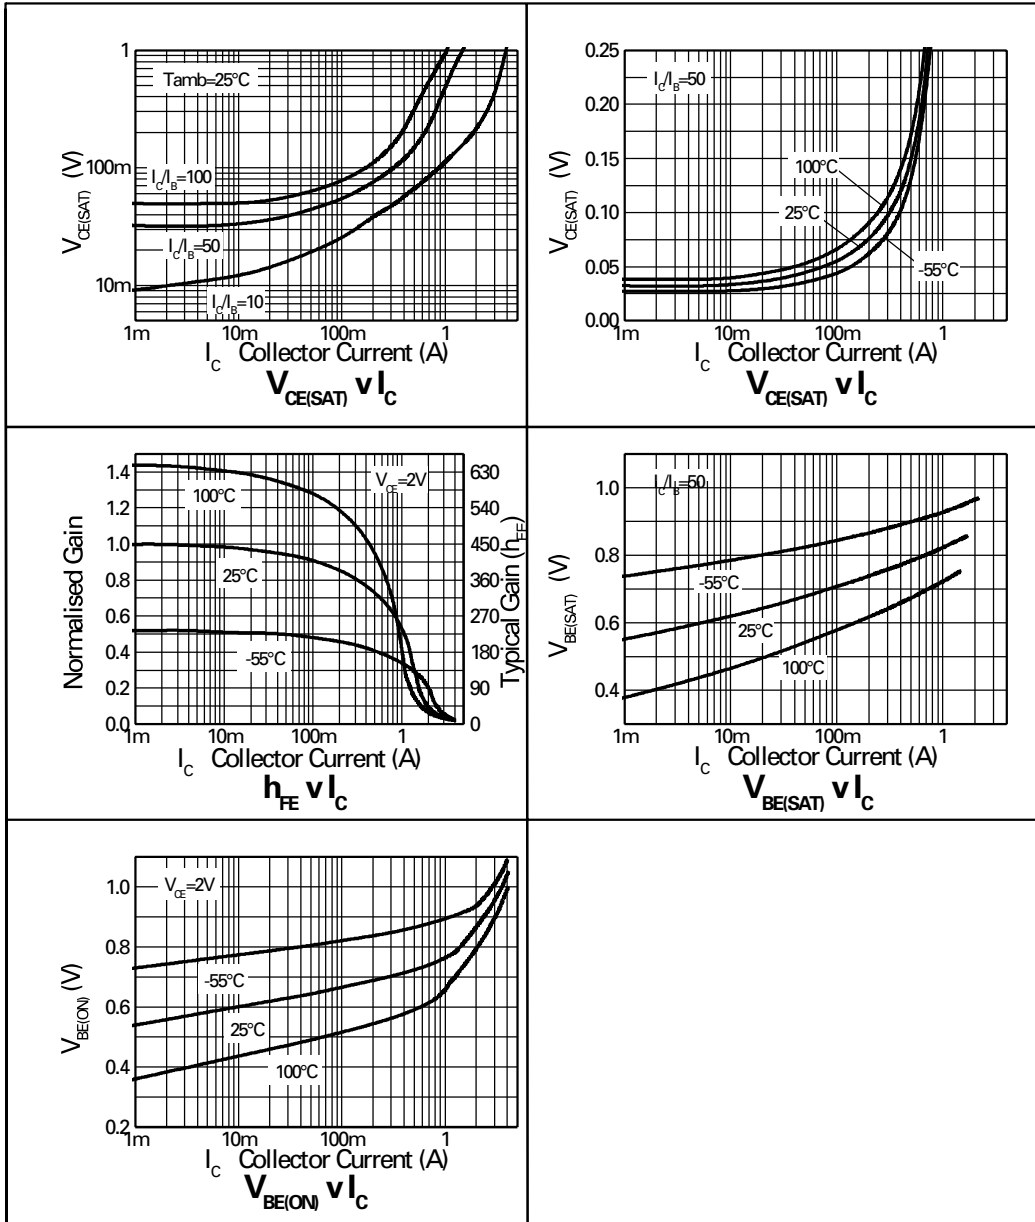 1
Tamb=25°C
100m
I_C/I_B=100
I_C/I_B=50
10m
I_C/I_B=10
V_CE(SAT) (V)
1m 10m 100m 1
I_C Collector Current (A)
V_CE(SAT) v I_C
0.25
I_C/I_B=50
0.20
0.15
100°C
0.10
25°C
0.05
-55°C
0.00
V_CE(SAT) (V)
1m 10m 100m 1
I_C Collector Current (A)
V_CE(SAT) v I_C
1.4
1.2
1.0
0.8
0.6
0.4
0.2
0.0
Normalised Gain
V_CE=2V
100°C
25°C
-55°C
630
540
450
360
270
180
90
0
Typical Gain (h_FE)
1m 10m 100m 1
I_C Collector Current (A)
h_FE v I_C
1.0
0.8
0.6
0.4
V_BE(SAT) (V)
I_C/I_B=50
-55°C
25°C
100°C
1m 10m 100m 1
I_C Collector Current (A)
V_BE(SAT) v I_C
1.0
0.8
0.6
0.4
0.2
V_BE(ON) (V)
V_CE=2V
-55°C
25°C
100°C
1m 10m 100m 1
I_C Collector Current (A)
V_BE(ON) v I_C